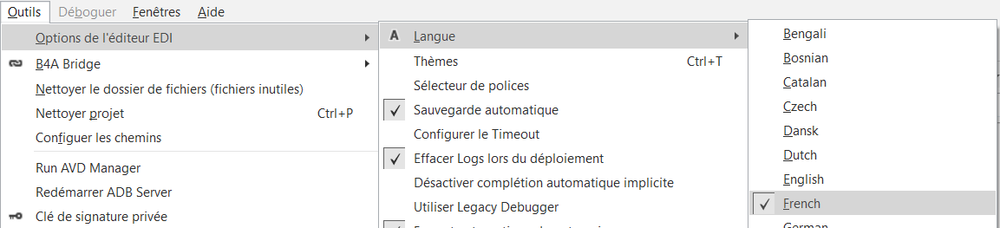 Outils Déboguer Fenêtres Aide
Options de l'éditeur EDI
B4A Bridge
Nettoyer le dossier de fichiers (fichiers inutiles)
Nettoyer projet Ctrl+P
Configuer les chemins
Run AVD Manager
Redémarrer ADB Server
Clé de signature privée
A Langue
Thèmes Ctrl+T
Sélecteur de polices
Sauvegarde automatique
Configurer le Timeout
Effacer Logs lors du déploiement
Désactiver complétion automatique implicite
Utiliser Legacy Debugger
Bengali
Bosnian
Catalan
Czech
Dansk
Dutch
English
French
German